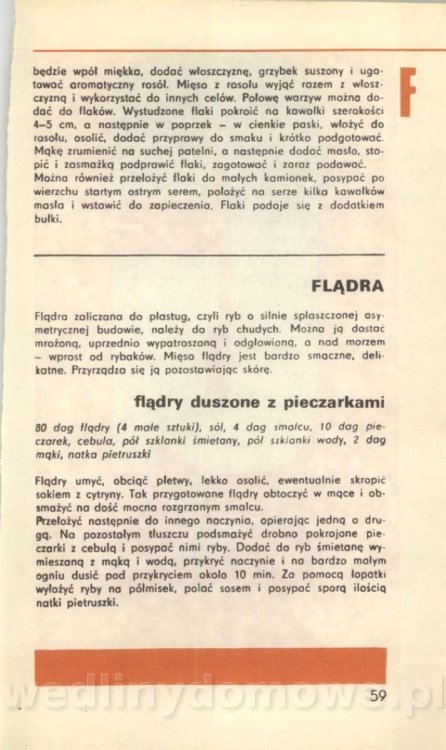 będzie wpół miękka, dodać włoszczyznę, grzybek suszony i ugo-
tować aromatyczny rosół. Mięso z rosołu wyjąć razem z włosz-
czyzną i wykorzystać do innych celów. Połowę warzyw można do-
dać do flaków. Wystudzone flaki pokroić na kawałki szerokości
4–5 cm, a następnie w poprzek – w cienkie paski, włożyć do
rosołu, osolić, dodać przyprawy do smaku i krótko podgotować.
Mąkę zrumienić na suchej patelni, a następnie dodać masło, sto-
pić i zasmażką podprawić flaki, zagotować i zaraz podawać.
Można również przełożyć flaki do małych kamionek, posypać po
wierzchu startym ostrym serem, położyć na serze kilka kawałków
masła i wstawić do zapieczenia. Flaki podaje się z dodatkiem
bułki.
F
FLĄDRA
Flądra zaliczana do płastug, czyli ryb o silnie spłaszczonej asy-
metrycznej budowie, należy do ryb chudych. Można ją dostać
mrożoną, uprzednio wypatroszoną i odgłowioną, a nad morzem
– wprost od rybaków. Mięso flądry jest bardzo smaczne, deli-
katne. Przyrządza się ją pozostawiając skórę.
flądry duszone z pieczarkami
80 dag flądry (4 małe sztuki), sól, 4 dag smalcu, 10 dag pie-
czarek, cebula, pół szklanki śmietany, pół szklanki wody, 2 dag
mąki, natka pietruszki
Flądry umyć, obciąć płetwy, lekko osolić, ewentualnie skropić
sokiem z cytryny. Tak przygotowane flądry obtoczyć w mące i ob-
smażyć na dość mocno rozgrzanym smalcu.
Przełożyć następnie do innego naczynia, opierając jedną o dru-
gą. Na pozostałym tłuszczu podsmażyć drobno pokrojone pie-
czarki z cebulą i posypać nimi ryby. Dodać do ryb śmietanę wy-
mieszaną z mąką i wodą, przykryć naczynie i na bardzo małym
ogniu dusić pod przykryciem około 10 min. Za pomocą łopatki
wyłożyć ryby na półmisek, polać sosem i posypać sporą ilością
natki pietruszki.
wedlinydomowe.pl
59